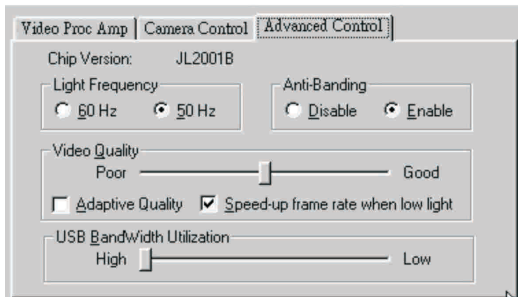 Video Proc Amp Camera Control Advanced Control
Chip Version: JL2001B
Light Frequency Anti-Banding
60 Hz 50 Hz Disable Enable
Video Quality
Poor Good
Adaptive Quality Speed-up frame rate when low light
USB BandWidth Utilization
High Low